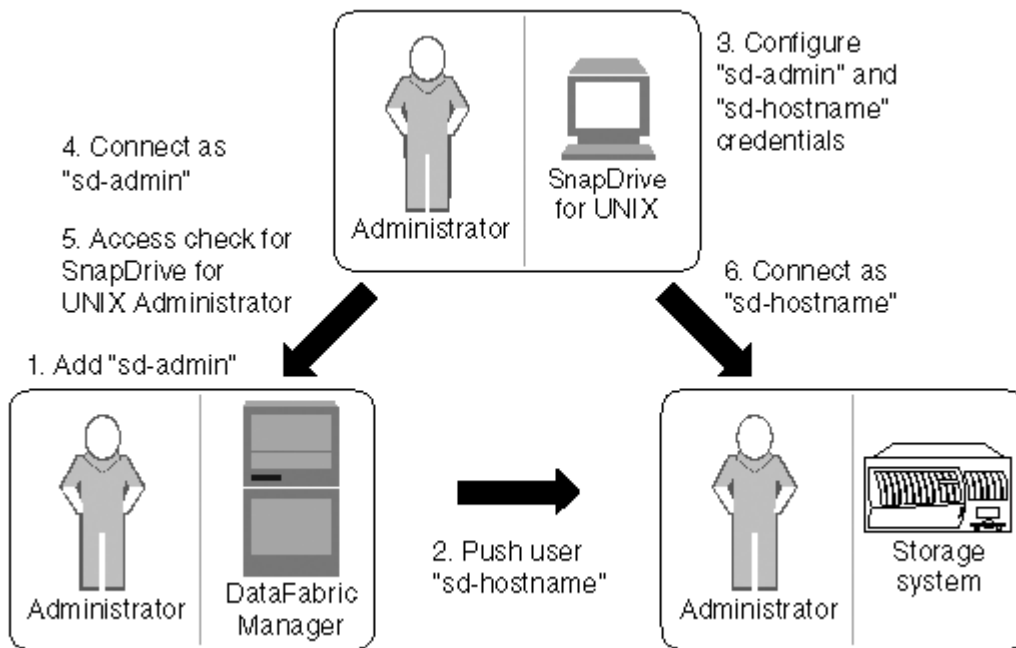 3. Configure
"sd-admin" and
"sd-hostname"
credentials
4. Connect as
"sd-admin"
SnapDrive
for UNIX
Administrator
5. Access check for
SnapDrive for
UNIX Administrator
6. Connect as
"sd-hostname"
1. Add "sd-admin"
2. Push user
"sd-hostname"
Administrator
DataFabric
Manager
Administrator
Storage
system